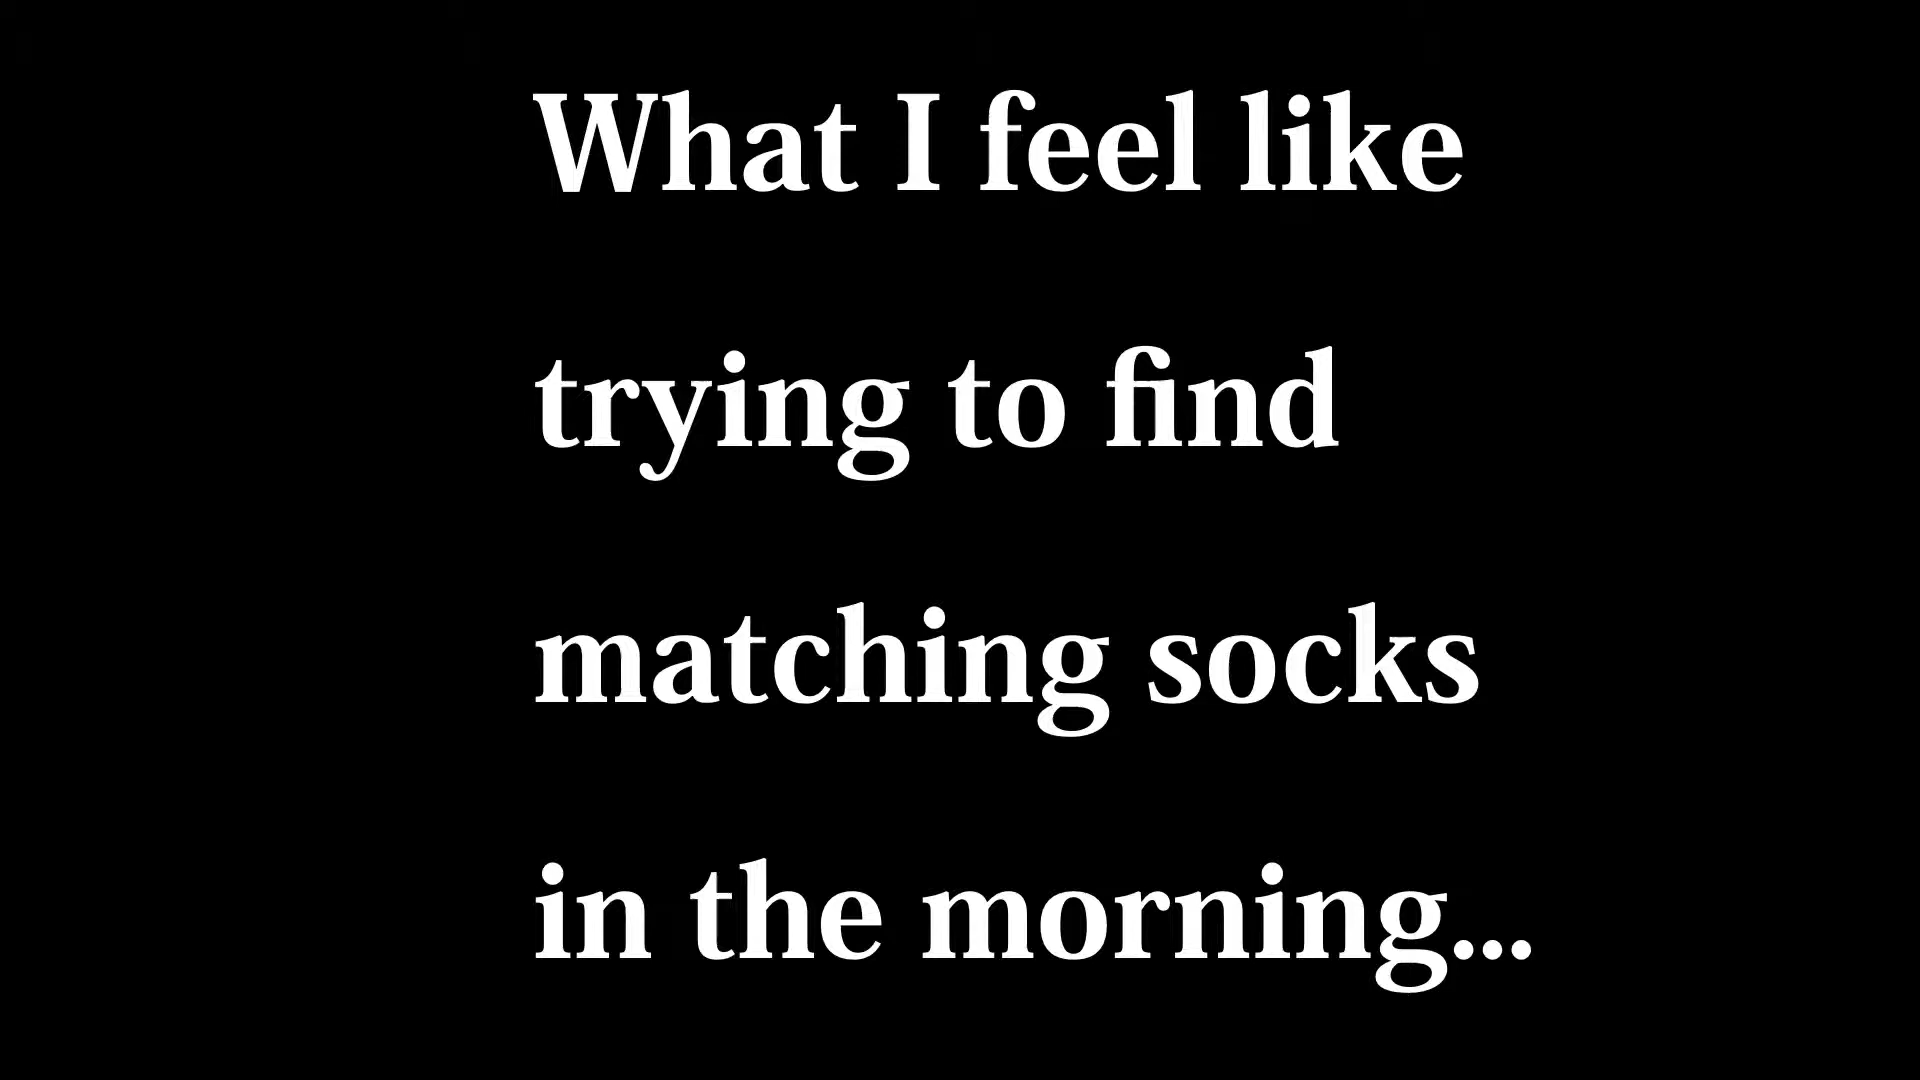 What I feel like
trying to find
matching socks
in the morning...